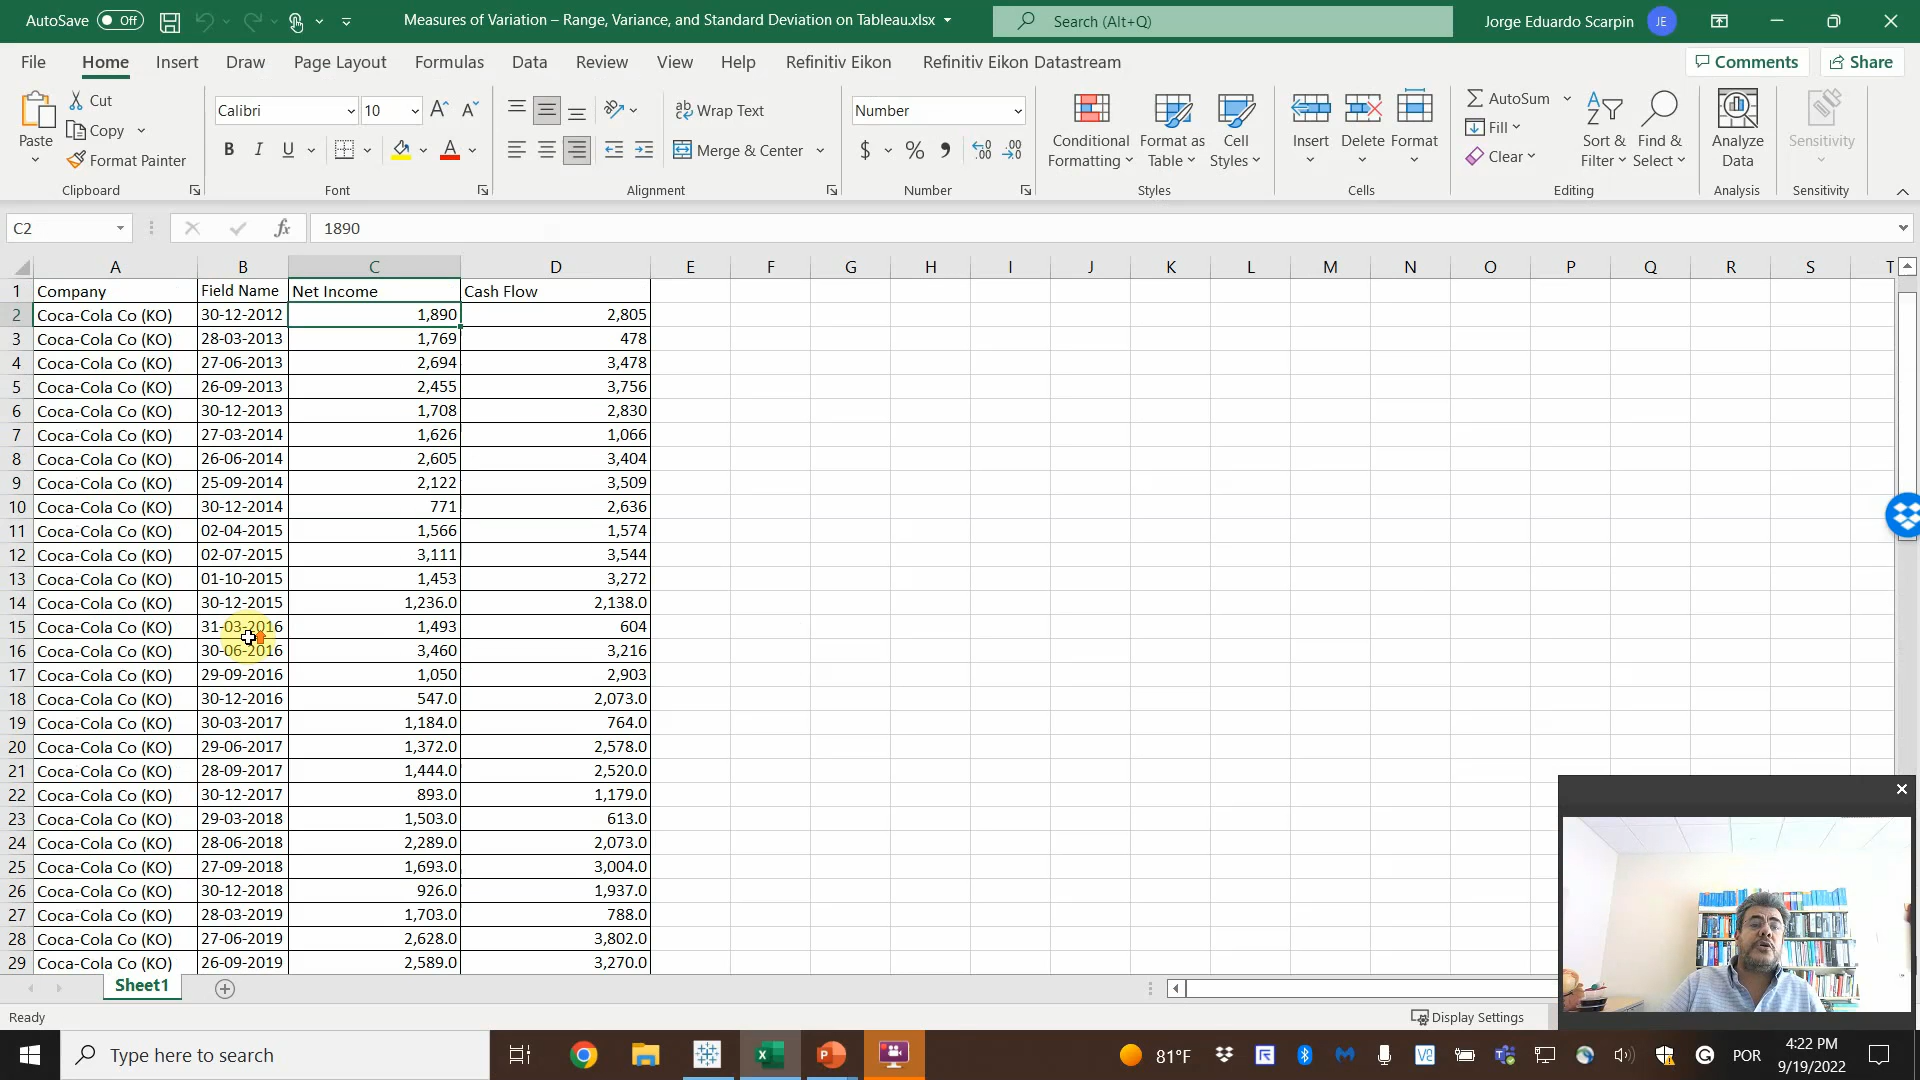 AutoSave Off Measures of Variation – Range, Variance, and Standard Deviation on Tableau.xlsx Search (Alt+Q) Jorge Eduardo Scarpin JE
File Home Insert Draw Page Layout Formulas Data Review View Help Refinitiv Eikon Refinitiv Eikon Datastream Comments Share
Paste Cut Calibri 10 Wrap Text Number Conditional Formatting Format as Table Cell Styles Insert Delete Format AutoSum Sort & Filter Find & Select Analyze Data Sensitivity
Copy Fill
Format Painter B I U Merge & Center $ % Clear
Clipboard Font Alignment Number Styles Cells Editing Analysis Sensitivity
C2 fx 1890
A B C D E F G H I J K L M N O P Q R S T
1 Company Field Name Net Income Cash Flow
2 Coca-Cola Co (KO) 30-12-2012 1,890 2,805
3 Coca-Cola Co (KO) 28-03-2013 1,769 478
4 Coca-Cola Co (KO) 27-06-2013 2,694 3,478
5 Coca-Cola Co (KO) 26-09-2013 2,455 3,756
6 Coca-Cola Co (KO) 30-12-2013 1,708 2,830
7 Coca-Cola Co (KO) 27-03-2014 1,626 1,066
8 Coca-Cola Co (KO) 26-06-2014 2,605 3,404
9 Coca-Cola Co (KO) 25-09-2014 2,122 3,509
10 Coca-Cola Co (KO) 30-12-2014 771 2,636
11 Coca-Cola Co (KO) 02-04-2015 1,566 1,574
12 Coca-Cola Co (KO) 02-07-2015 3,111 3,544
13 Coca-Cola Co (KO) 01-10-2015 1,453 3,272
14 Coca-Cola Co (KO) 30-12-2015 1,236.0 2,138.0
15 Coca-Cola Co (KO) 31-03-2016 1,493 604
16 Coca-Cola Co (KO) 30-06-2016 3,460 3,216
17 Coca-Cola Co (KO) 29-09-2016 1,050 2,903
18 Coca-Cola Co (KO) 30-12-2016 547.0 2,073.0
19 Coca-Cola Co (KO) 30-03-2017 1,184.0 764.0
20 Coca-Cola Co (KO) 29-06-2017 1,372.0 2,578.0
21 Coca-Cola Co (KO) 28-09-2017 1,444.0 2,520.0
22 Coca-Cola Co (KO) 30-12-2017 893.0 1,179.0
23 Coca-Cola Co (KO) 29-03-2018 1,503.0 613.0
24 Coca-Cola Co (KO) 28-06-2018 2,289.0 2,073.0
25 Coca-Cola Co (KO) 27-09-2018 1,693.0 3,004.0
26 Coca-Cola Co (KO) 30-12-2018 926.0 1,937.0
27 Coca-Cola Co (KO) 28-03-2019 1,703.0 788.0
28 Coca-Cola Co (KO) 27-06-2019 2,628.0 3,802.0
29 Coca-Cola Co (KO) 26-09-2019 2,589.0 3,270.0
Sheet1
Ready Display Settings
Type here to search 81°F POR 4:22 PM
9/19/2022